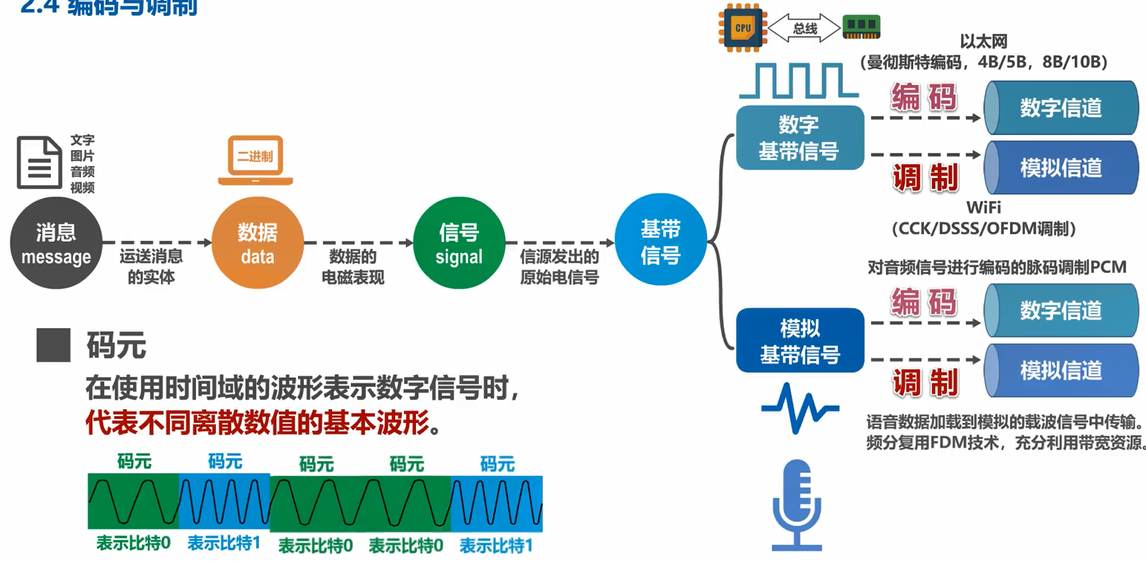 2.4 编码与调制
文字
图片
音频
视频
消息
message
运送消息
的实体
二进制
数据
data
数据的
电磁表现
信号
signal
信源发出的
原始电信号
基带
信号
CPU
总线
数字
基带信号
以太网
（曼彻斯特编码，4B/5B，8B/10B）
编码
数字信道
调制
模拟信道
WiFi
（CCK/DSSS/OFDM调制）
模拟
基带信号
对音频信号进行编码的脉码调制PCM
编码
数字信道
调制
模拟信道
语音数据加载到模拟的载波信号中传输。
频分复用FDM技术，充分利用带宽资源。
码元
在使用时间域的波形表示数字信号时，
代表不同离散数值的基本波形。
码元 码元 码元 码元 码元
表示比特0 表示比特1 表示比特0 表示比特0 表示比特1